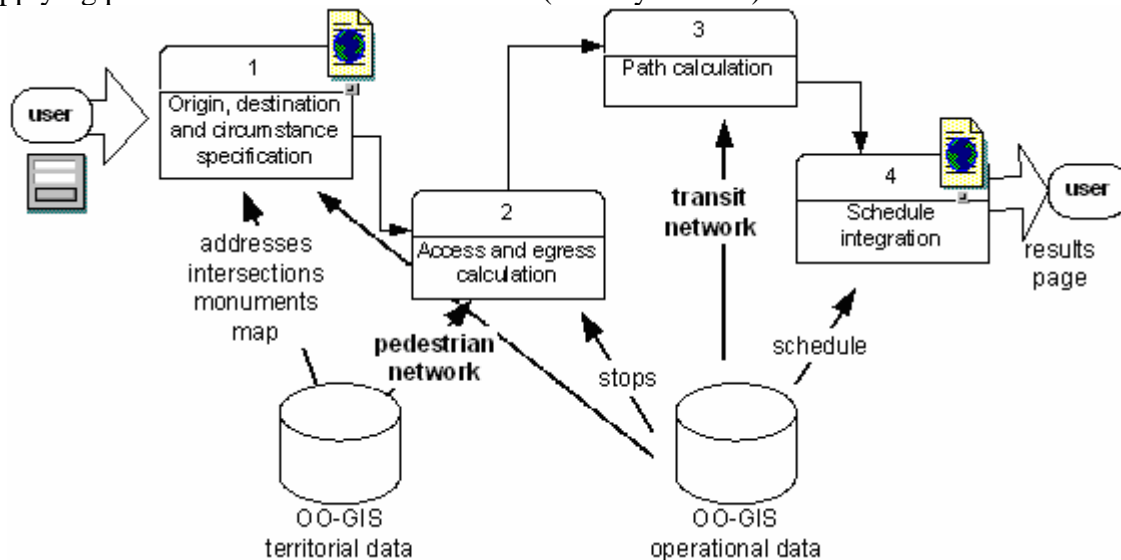 3
Path calculation
1
Origin, destination
and circumstance
specification
user
4
Schedule
integration
user
results
page
transit
network
2
Access and egress
calculation
addresses
intersections
monuments
map
pedestrian
network
stops
schedule
OO-GIS
territorial data
OO-GIS
operational data